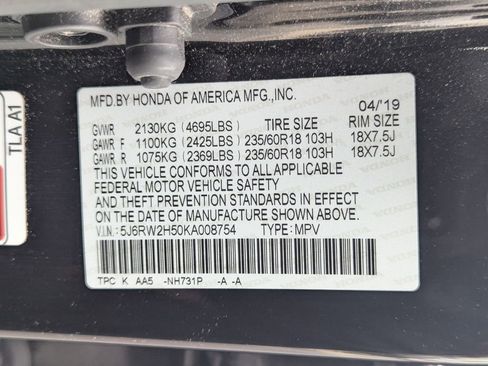 MFD.BY HONDA OF AMERICA MFG.,INC.
04/'19
GVWR 2130KG (4695LBS) TIRE SIZE RIM SIZE
GAWR F 1100KG (2425LBS) 235/60R18 103H 18X7.5J
GAWR R 1075KG (2369LBS) 235/60R18 103H 18X7.5J
THIS VEHICLE CONFORMS TO ALL APPLICABLE
FEDERAL MOTOR VEHICLE SAFETY
AND THEFT PREVENTION STANDARDS IN EFFECT
ON THE DATE OF MANUFACTURE SHOWN ABOVE.
V.I.N: 5J6RW2H50KA008754 TYPE: MPV
TPC K AA5 -NH731P -A -A
TLA A1